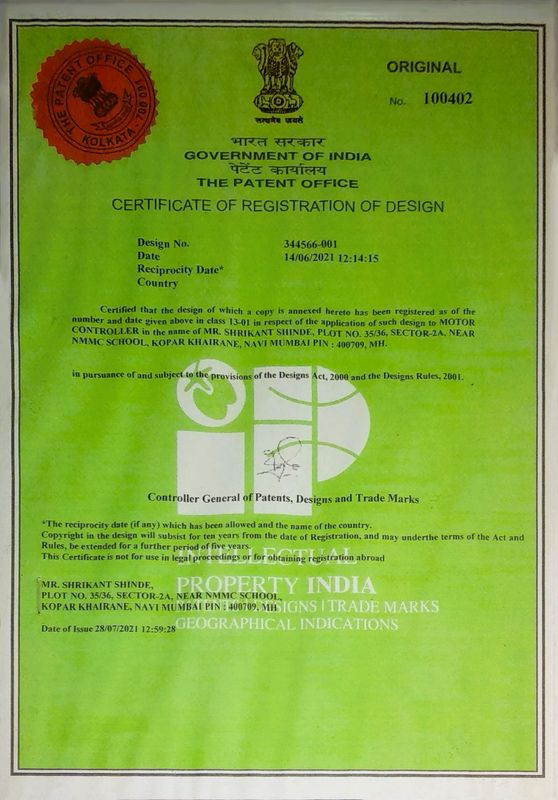 THE PATENT OFFICE
KOLKATA
ORIGINAL
No. 100402
सत्यमेव जयते
भारत सरकार
GOVERNMENT OF INDIA
पेटेंट कार्यालय
THE PATENT OFFICE
CERTIFICATE OF REGISTRATION OF DESIGN
Design No. 344566-001
Date 14/06/2021 12:14:15
Reciprocity Date*
Country
Certified that the design of which a copy is annexed hereto has been registered as of the
number and date given above in class 13-01 in respect of the application of such design to MOTOR
CONTROLLER in the name of MR. SHRIKANT SHINDE, PLOT NO. 35/36, SECTOR-2A, NEAR
NMMC SCHOOL, KOPAR KHAIRANE, NAVI MUMBAI PIN : 400709, MH.
in pursuance of and subject to the provisions of the Designs Act, 2000 and the Designs Rules, 2001.
Controller General of Patents, Designs and Trade Marks
*The reciprocity date (if any) which has been allowed and the name of the country.
Copyright in the design will subsist for ten years from the date of Registration, and may underthe terms of the Act and
Rules, be extended for a further period of five years.
This Certificate is not for use in legal proceedings or for obtaining registration abroad
INTELLECTUAL
PROPERTY INDIA
DESIGNS | TRADE MARKS
GEOGRAPHICAL INDICATIONS
MR. SHRIKANT SHINDE,
PLOT NO. 35/36, SECTOR-2A, NEAR NMMC SCHOOL,
KOPAR KHAIRANE, NAVI MUMBAI PIN : 400709, MH
Date of Issue 28/07/2021 12:59:28